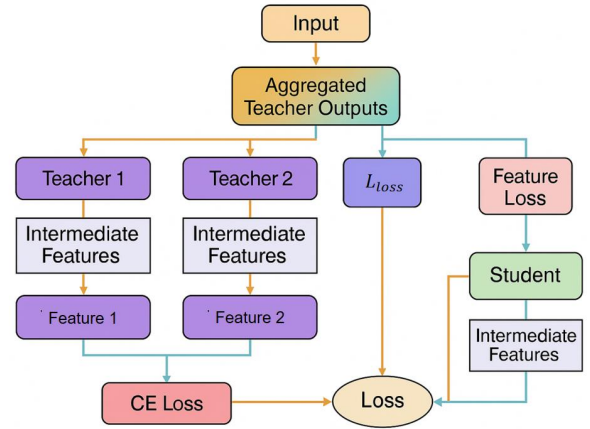 Input
Aggregated
Teacher Outputs
Teacher 1
Teacher 2
L_loss
Feature
Loss
Intermediate
Features
Intermediate
Features
Student
Feature 1
Feature 2
Intermediate
Features
CE Loss
Loss